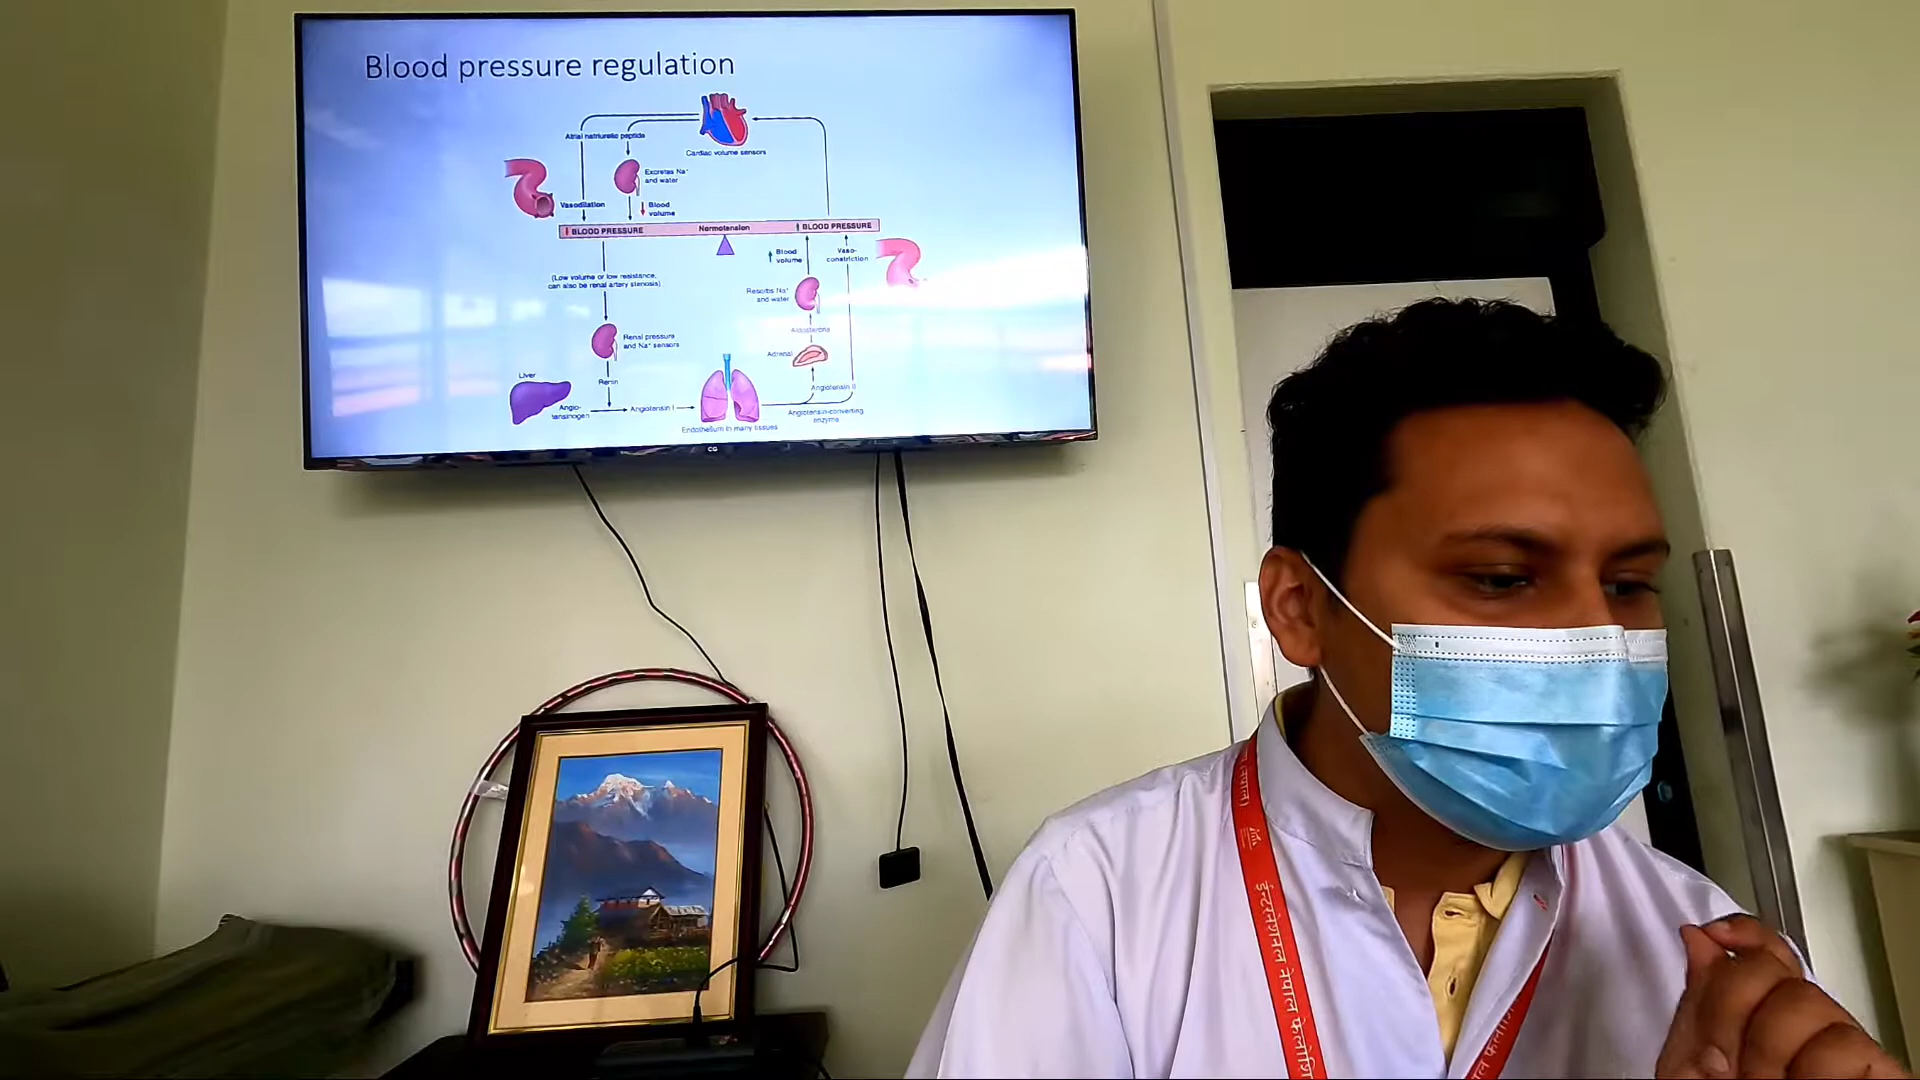 Blood pressure regulation
Atrial natriuretic peptide
Cardiac volume sensors
Excretes Na⁺
and water
Vasodilation
Blood
volume
BLOOD PRESSURE
Normotension
BLOOD PRESSURE
Blood
volume
Vaso-
constriction
(Low volume or low resistance,
can also be renal artery stenosis)
Resorbs Na⁺
and water
Aldosterone
Renal pressure
and Na⁺ sensors
Adrenal
Liver
Renin
Angiotensin II
Angio-
tensinogen
Angiotensin I
Angiotensin-converting
enzyme
Endothelium in many tissues
CG